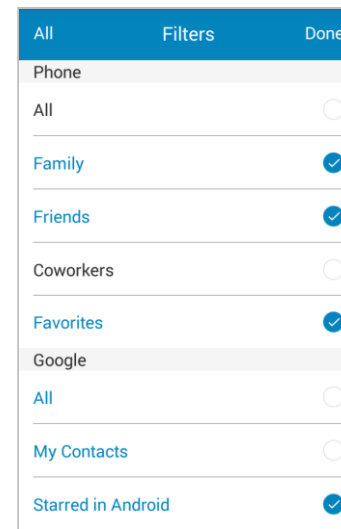 All Filters Done
Phone
All
Family
Friends
Coworkers
Favorites
Google
All
My Contacts
Starred in Android